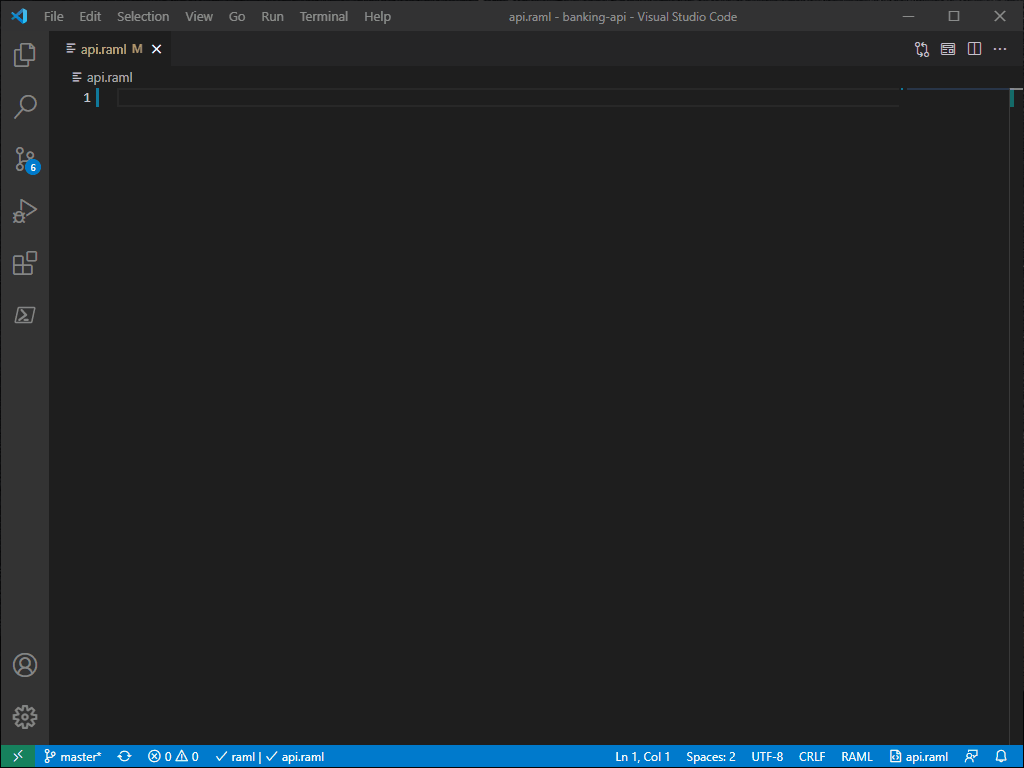 File Edit Selection View Go Run Terminal Help api.raml - banking-api - Visual Studio Code
api.raml M
api.raml
1
6
master* 0 0 raml | api.raml Ln 1, Col 1 Spaces: 2 UTF-8 CRLF RAML api.raml